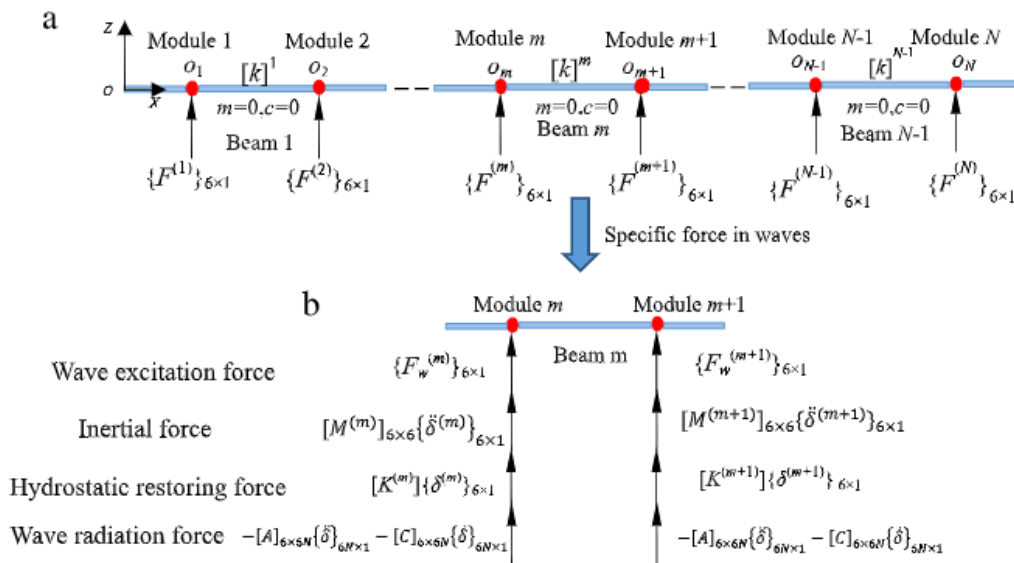 a
z
Module 1 Module 2 Module m Module m+1 Module N-1 Module N
o₁ [k]¹ o₂ oₘ [k]ᵐ oₘ₊₁ o_{N-1} [k]^{N-1} o_N
o x m=0,c=0 m=0,c=0 m=0,c=0
Beam 1 Beam m Beam N-1
{F^{(1)}}_{6×1} {F^{(2)}}_{6×1} {F^{(m)}}_{6×1} {F^{(m+1)}}_{6×1} {F^{(N-1)}}_{6×1} {F^{(N)}}_{6×1}
Specific force in waves
b
Module m Module m+1
Beam m
Wave excitation force {F_w^{(m)}}_{6×1} {F_w^{(m+1)}}_{6×1}
Inertial force [M^{(m)}]_{6×6}{δ̈^{(m)}}_{6×1} [M^{(m+1)}]_{6×6}{δ̈^{(m+1)}}_{6×1}
Hydrostatic restoring force [K^{(m)}]{δ^{(m)}}_{6×1} [K^{(m+1)}]{δ^{(m+1)}}_{6×1}
Wave radiation force −[A]_{6×6N}{δ̈}_{6N×1} − [C]_{6×6N}{δ̇}_{6N×1} −[A]_{6×6N}{δ̈}_{6N×1} − [C]_{6×6N}{δ̇}_{6N×1}